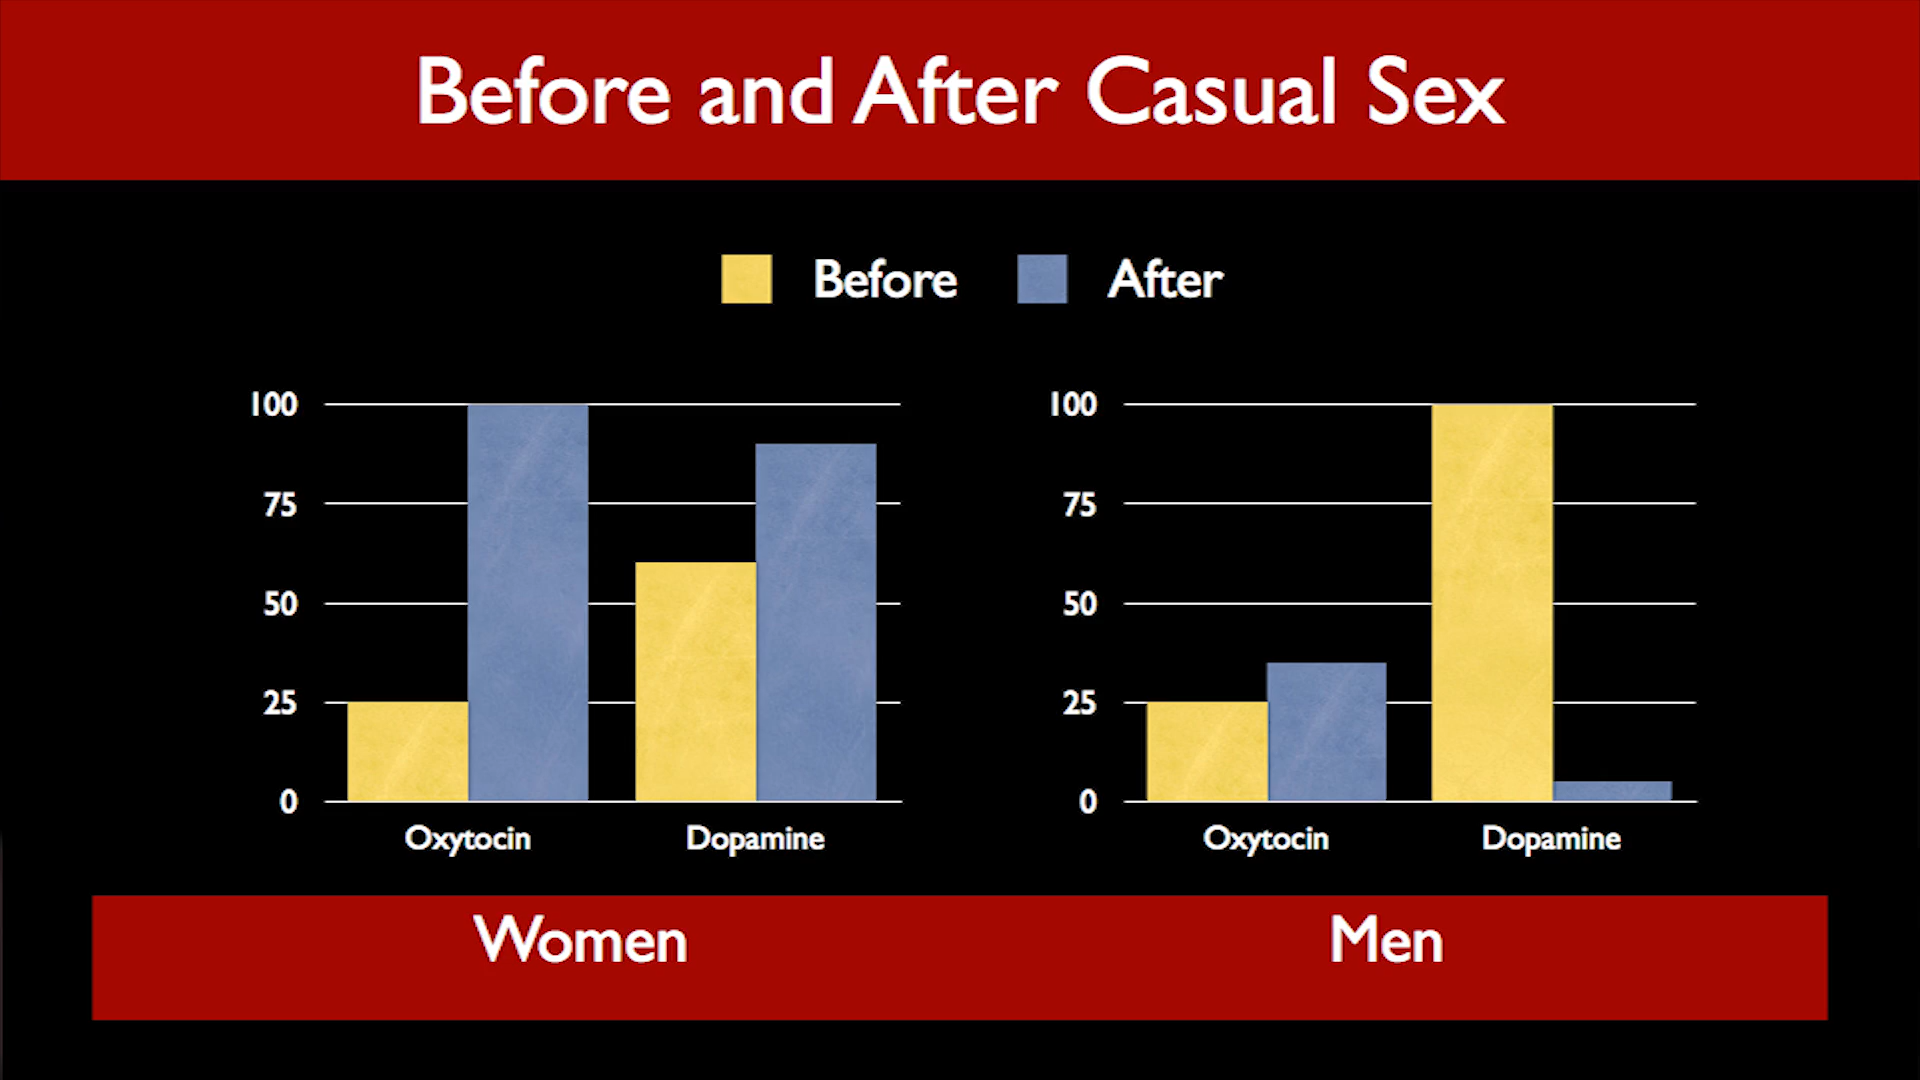 Before and After Casual Sex
Before After
100
75
50
25
0
Oxytocin Dopamine
100
75
50
25
0
Oxytocin Dopamine
Women Men